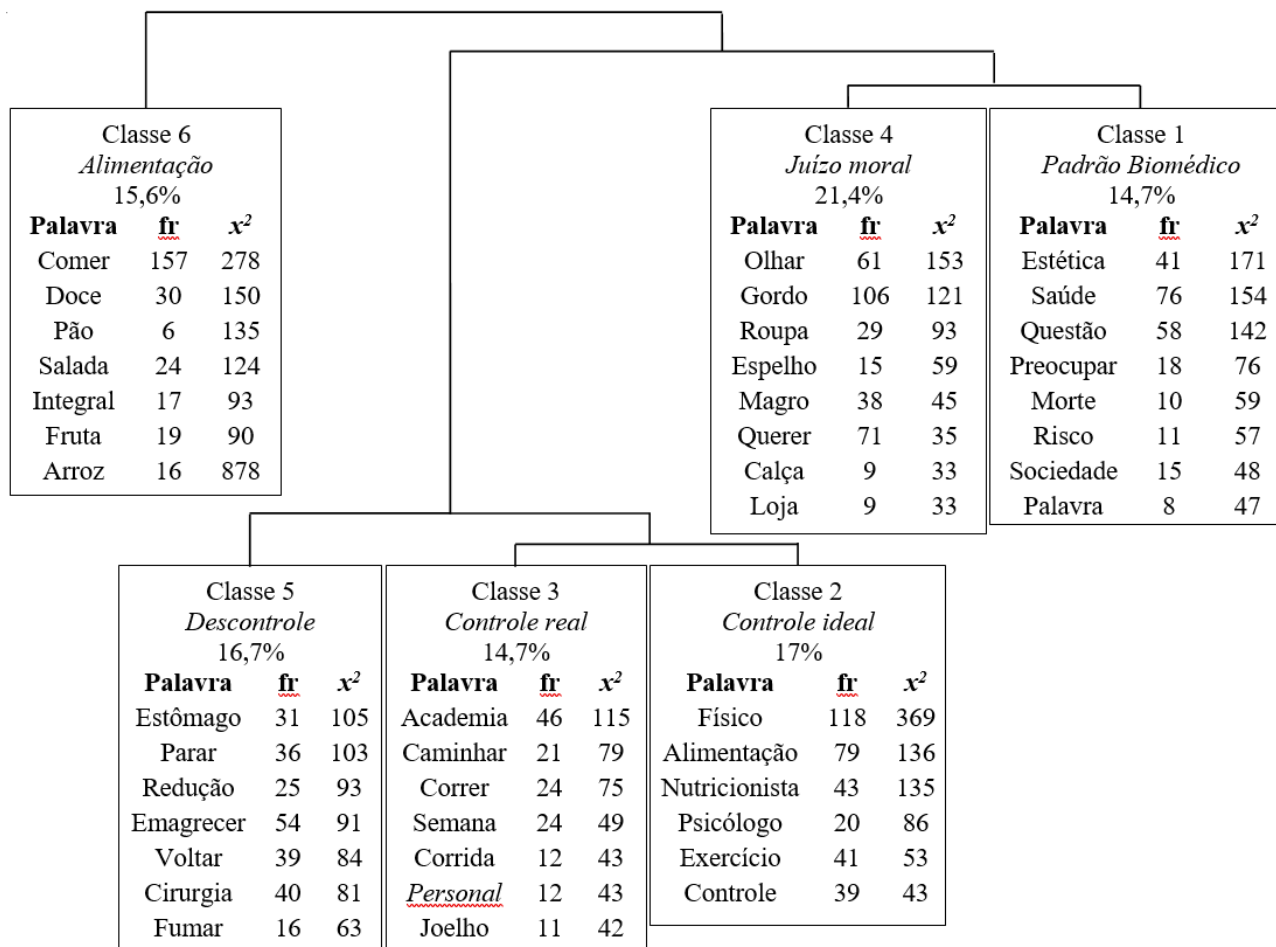 Classe 6
Alimentação
15,6%
Palavra fr x²
Comer 157 278
Doce 30 150
Pão 6 135
Salada 24 124
Integral 17 93
Fruta 19 90
Arroz 16 878
Classe 4
Juízo moral
21,4%
Palavra fr x²
Olhar 61 153
Gordo 106 121
Roupa 29 93
Espelho 15 59
Magro 38 45
Querer 71 35
Calça 9 33
Loja 9 33
Classe 1
Padrão Biomédico
14,7%
Palavra fr x²
Estética 41 171
Saúde 76 154
Questão 58 142
Preocupar 18 76
Morte 10 59
Risco 11 57
Sociedade 15 48
Palavra 8 47
Classe 5
Descontrole
16,7%
Palavra fr x²
Estômago 31 105
Parar 36 103
Redução 25 93
Emagrecer 54 91
Voltar 39 84
Cirurgia 40 81
Fumar 16 63
Classe 3
Controle real
14,7%
Palavra fr x²
Academia 46 115
Caminhar 21 79
Correr 24 75
Semana 24 49
Corrida 12 43
Personal 12 43
Joelho 11 42
Classe 2
Controle ideal
17%
Palavra fr x²
Físico 118 369
Alimentação 79 136
Nutricionista 43 135
Psicólogo 20 86
Exercício 41 53
Controle 39 43